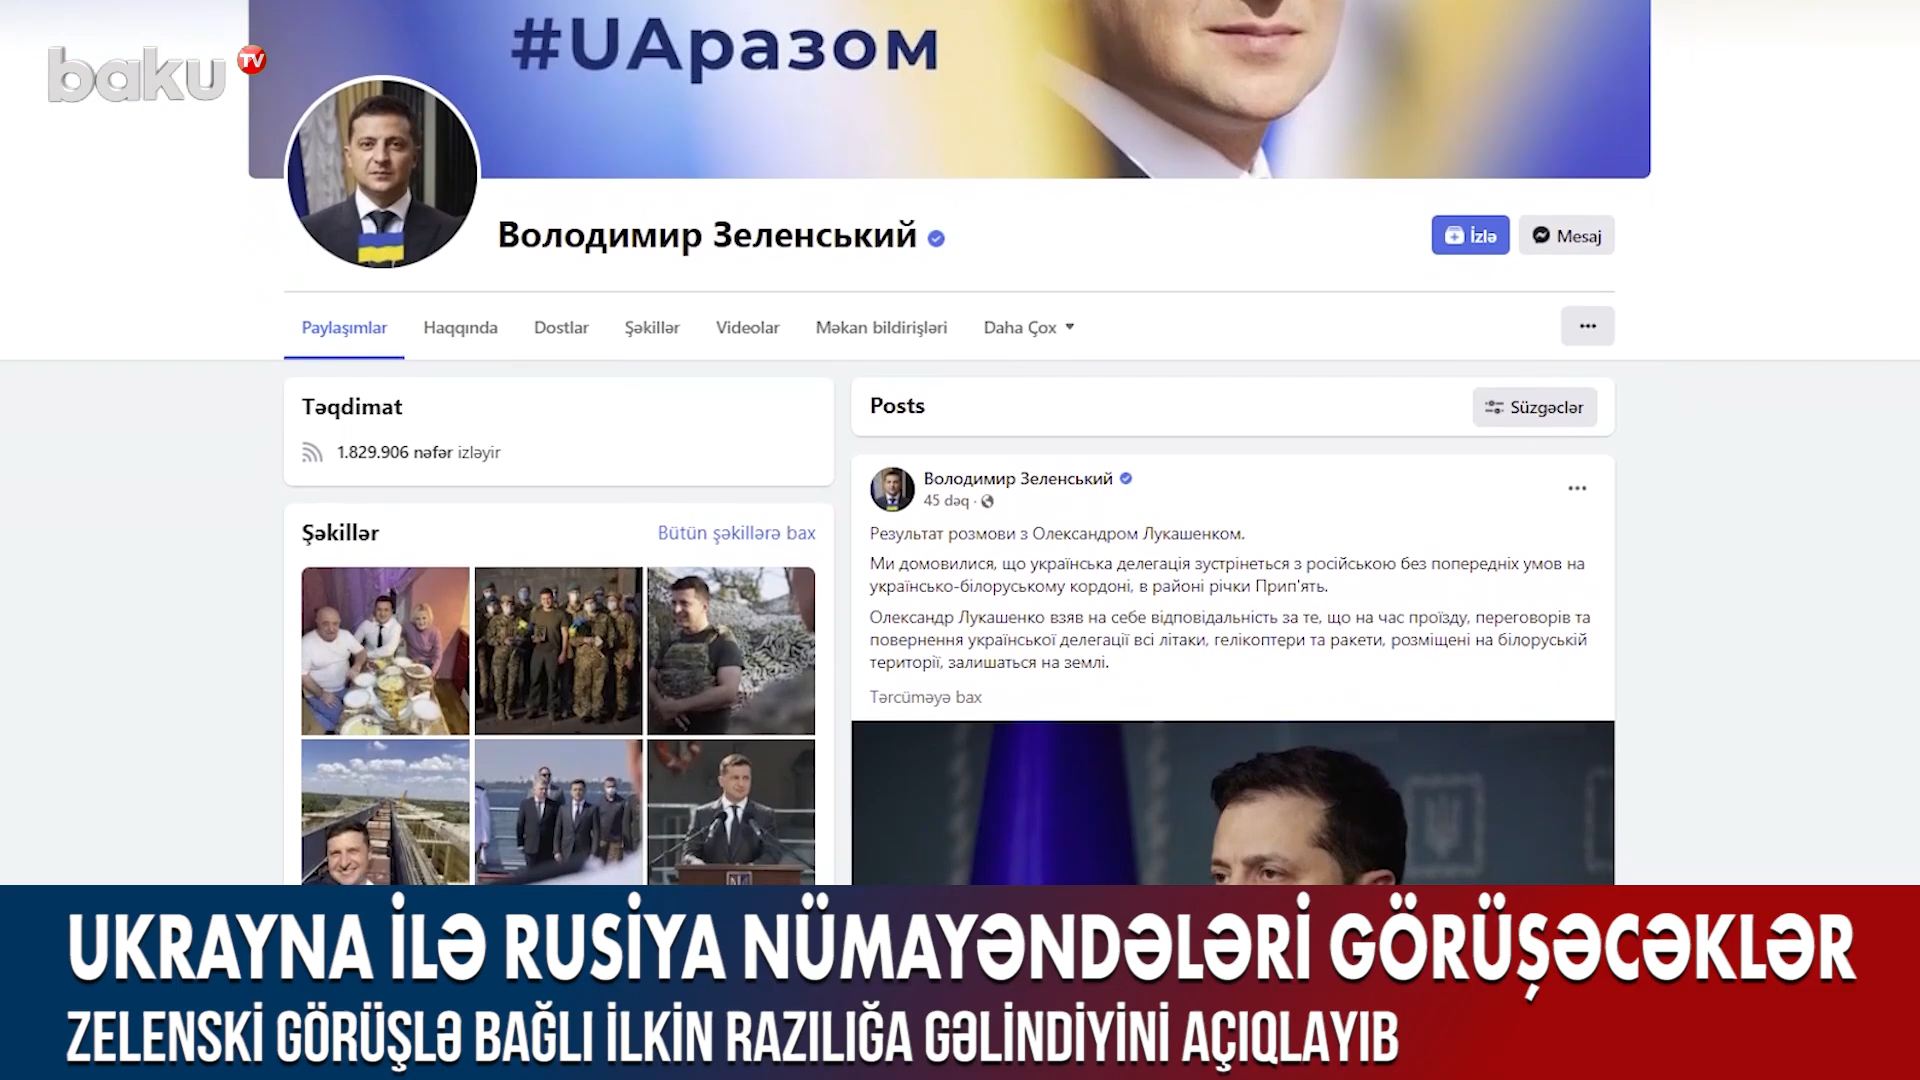 baku TV
#UAразом
Володимир Зеленський
İzlə
Mesaj
Paylaşımlar
Haqqında
Dostlar
Şəkillər
Videolar
Məkan bildirişləri
Daha Çox
Təqdimat
1.829.906 nəfər izləyir
Şəkillər
Bütün şəkillərə bax
Posts
Süzgəclər
Володимир Зеленський
45 dəq ·
Результат розмови з Олександром Лукашенком.
Ми домовилися, що українська делегація зустрінеться з російською без попередніх умов на
українсько-білоруському кордоні, в районі річки Прип'ять.
Олександр Лукашенко взяв на себе відповідальність за те, що на час проїзду, переговорів та
повернення української делегації всі літаки, гелікоптери та ракети, розміщені на білоруській
території, залишаться на землі.
Tərcüməyə bax
UKRAYNA İLƏ RUSİYA NÜMAYƏNDƏLƏRİ GÖRÜŞƏCƏKLƏR
ZELENSKİ GÖRÜŞLƏ BAĞLI İLKİN RAZILIĞA GƏLİNDİYİNİ AÇIQLAYIB